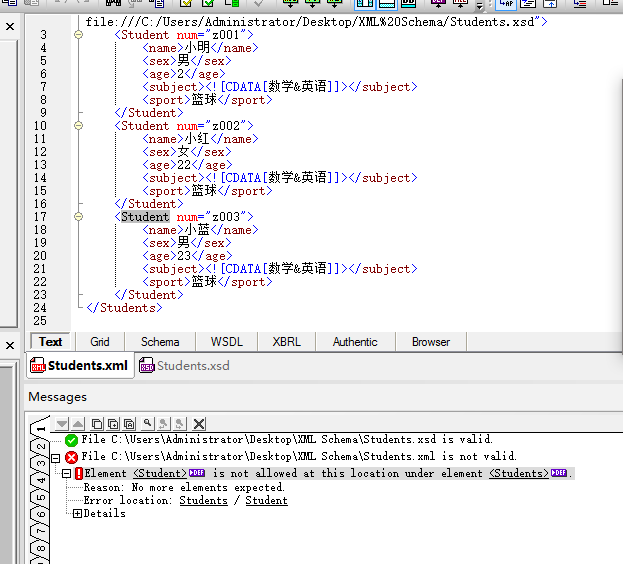 file:///C:/Users/Administrator/Desktop/XML%20Schema/Students.xsd">
3 <Student num="z001">
4 <name>小明</name>
5 <sex>男</sex>
6 <age>2</age>
7 <subject><![CDATA[数学&英语]]></subject>
8 <sport>篮球</sport>
9 </Student>
10 <Student num="z002">
11 <name>小红</name>
12 <sex>女</sex>
13 <age>22</age>
14 <subject><![CDATA[数学&英语]]></subject>
15 <sport>篮球</sport>
16 </Student>
17 <Student num="z003">
18 <name>小蓝</name>
19 <sex>男</sex>
20 <age>23</age>
21 <subject><![CDATA[数学&英语]]></subject>
22 <sport>篮球</sport>
23 </Student>
24 </Students>
25
Text Grid Schema WSDL XBRL Authentic Browser
Students.xml Students.xsd
Messages
File C:\Users\Administrator\Desktop\XML Schema\Students.xsd is valid.
File C:\Users\Administrator\Desktop\XML Schema\Students.xml is not valid.
Element <Student> DEF is not allowed at this location under element <Students> DEF .
Reason: No more elements expected.
Error location: Students / Student
Details
1
2
3
4
5
6
7
8